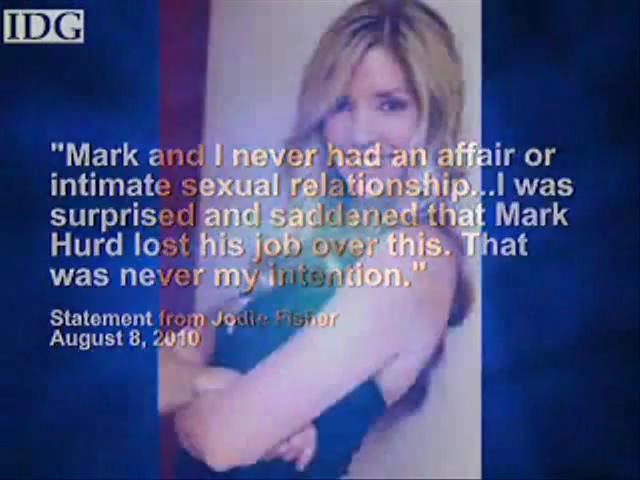 IDG
"Mark and I never had an affair or
intimate sexual relationship...I was
surprised and saddened that Mark
Hurd lost his job over this. That
was never my intention."
Statement from Jodie Fisher
August 8, 2010